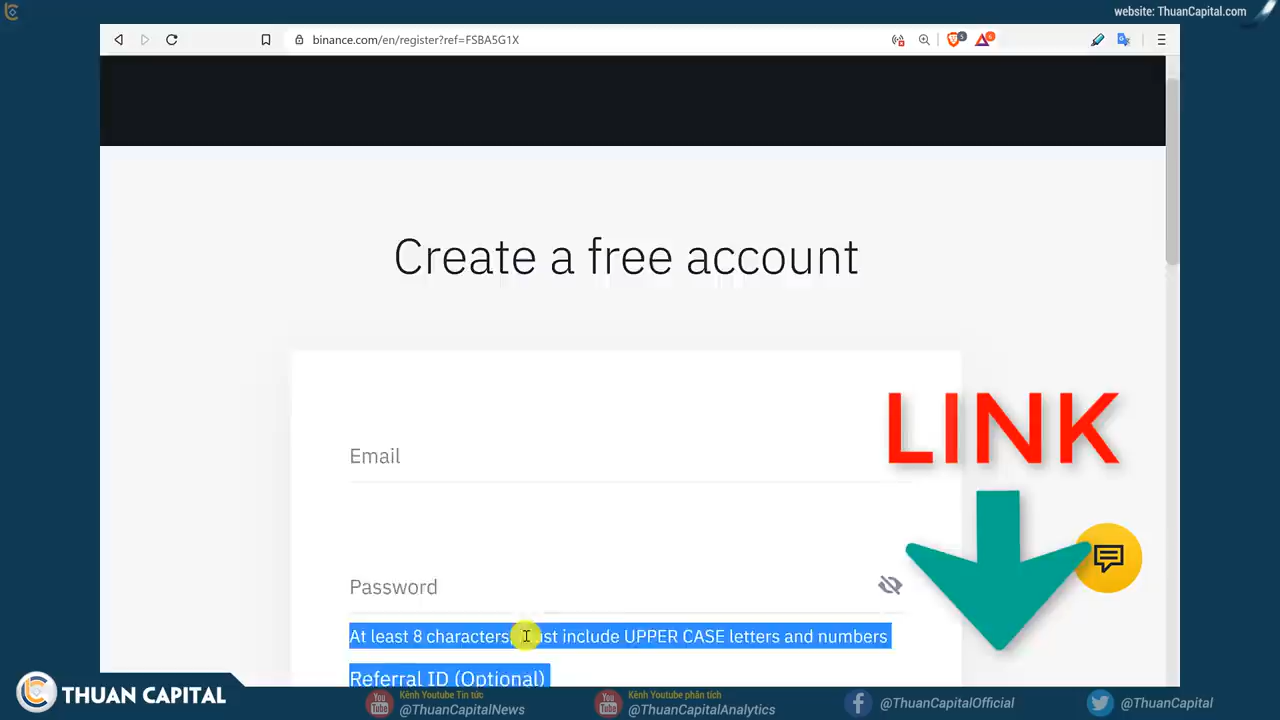 website: ThuanCapital.com
binance.com/en/register?ref=FSBA5G1X
Create a free account
Email
LINK
Password
At least 8 characters, must include UPPER CASE letters and numbers
Referral ID (Optional)
THUAN CAPITAL
Kênh Youtube Tin tức
@ThuanCapitalNews
Kênh Youtube phân tích
@ThuanCapitalAnalytics
@ThuanCapitalOfficial
@ThuanCapital